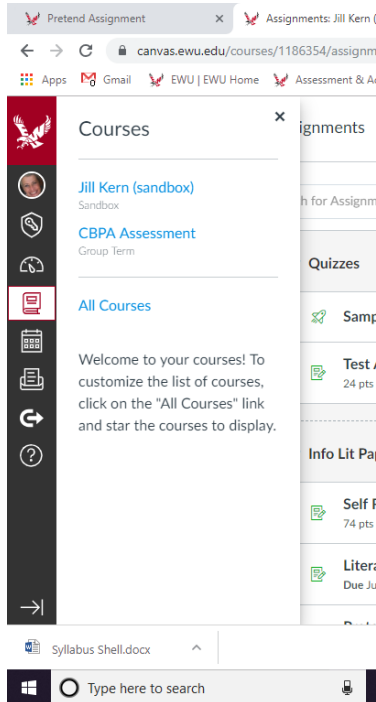 Pretend Assignment
Assignments: Jill Kern (
canvas.ewu.edu/courses/1186354/assignm
Apps Gmail EWU | EWU Home Assessment & A
Courses
ignments
Jill Kern (sandbox)
Sandbox
h for Assignm
CBPA Assessment
Group Term
Quizzes
All Courses
Samp
Welcome to your courses! To
customize the list of courses,
click on the "All Courses" link
and star the courses to display.
Test
24 pts
Info Lit Pa
Self
74 pts
Litera
Due Ju
Syllabus Shell.docx
Type here to search